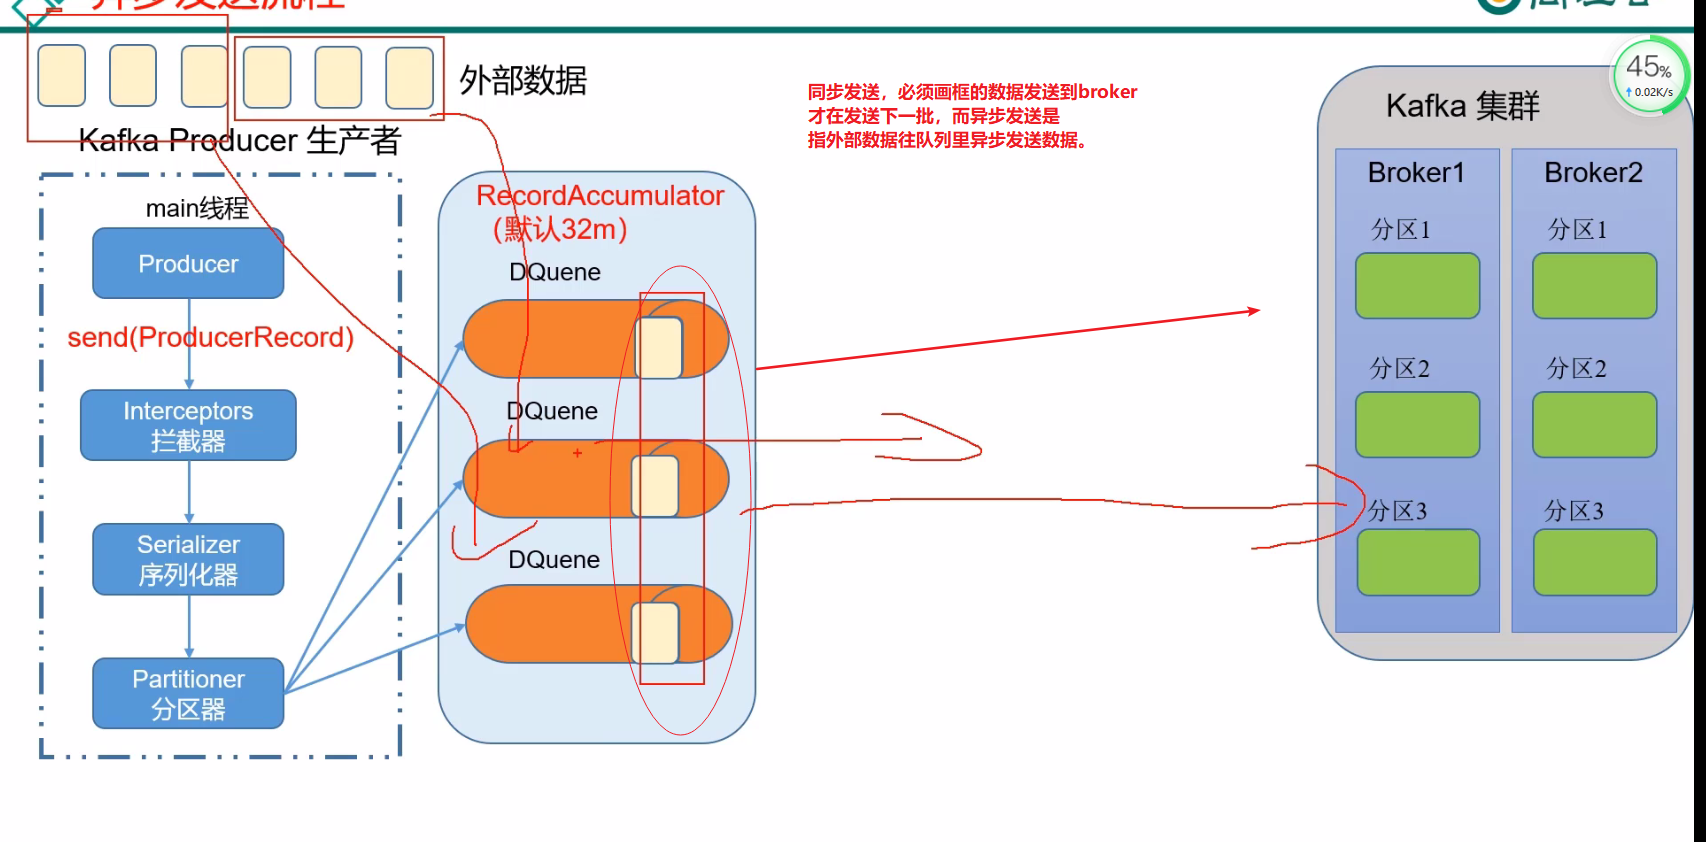 异步发送流程
外部数据
Kafka Producer 生产者
main线程
Producer
send(ProducerRecord)
Interceptors
拦截器
Serializer
序列化器
Partitioner
分区器
RecordAccumulator
（默认32m）
DQuene
DQuene
DQuene
同步发送，必须画框的数据发送到broker
才在发送下一批，而异步发送是
指外部数据往队列里异步发送数据。
Kafka 集群
45%
0.02K/s
Broker1
分区1
分区2
分区3
Broker2
分区1
分区2
分区3